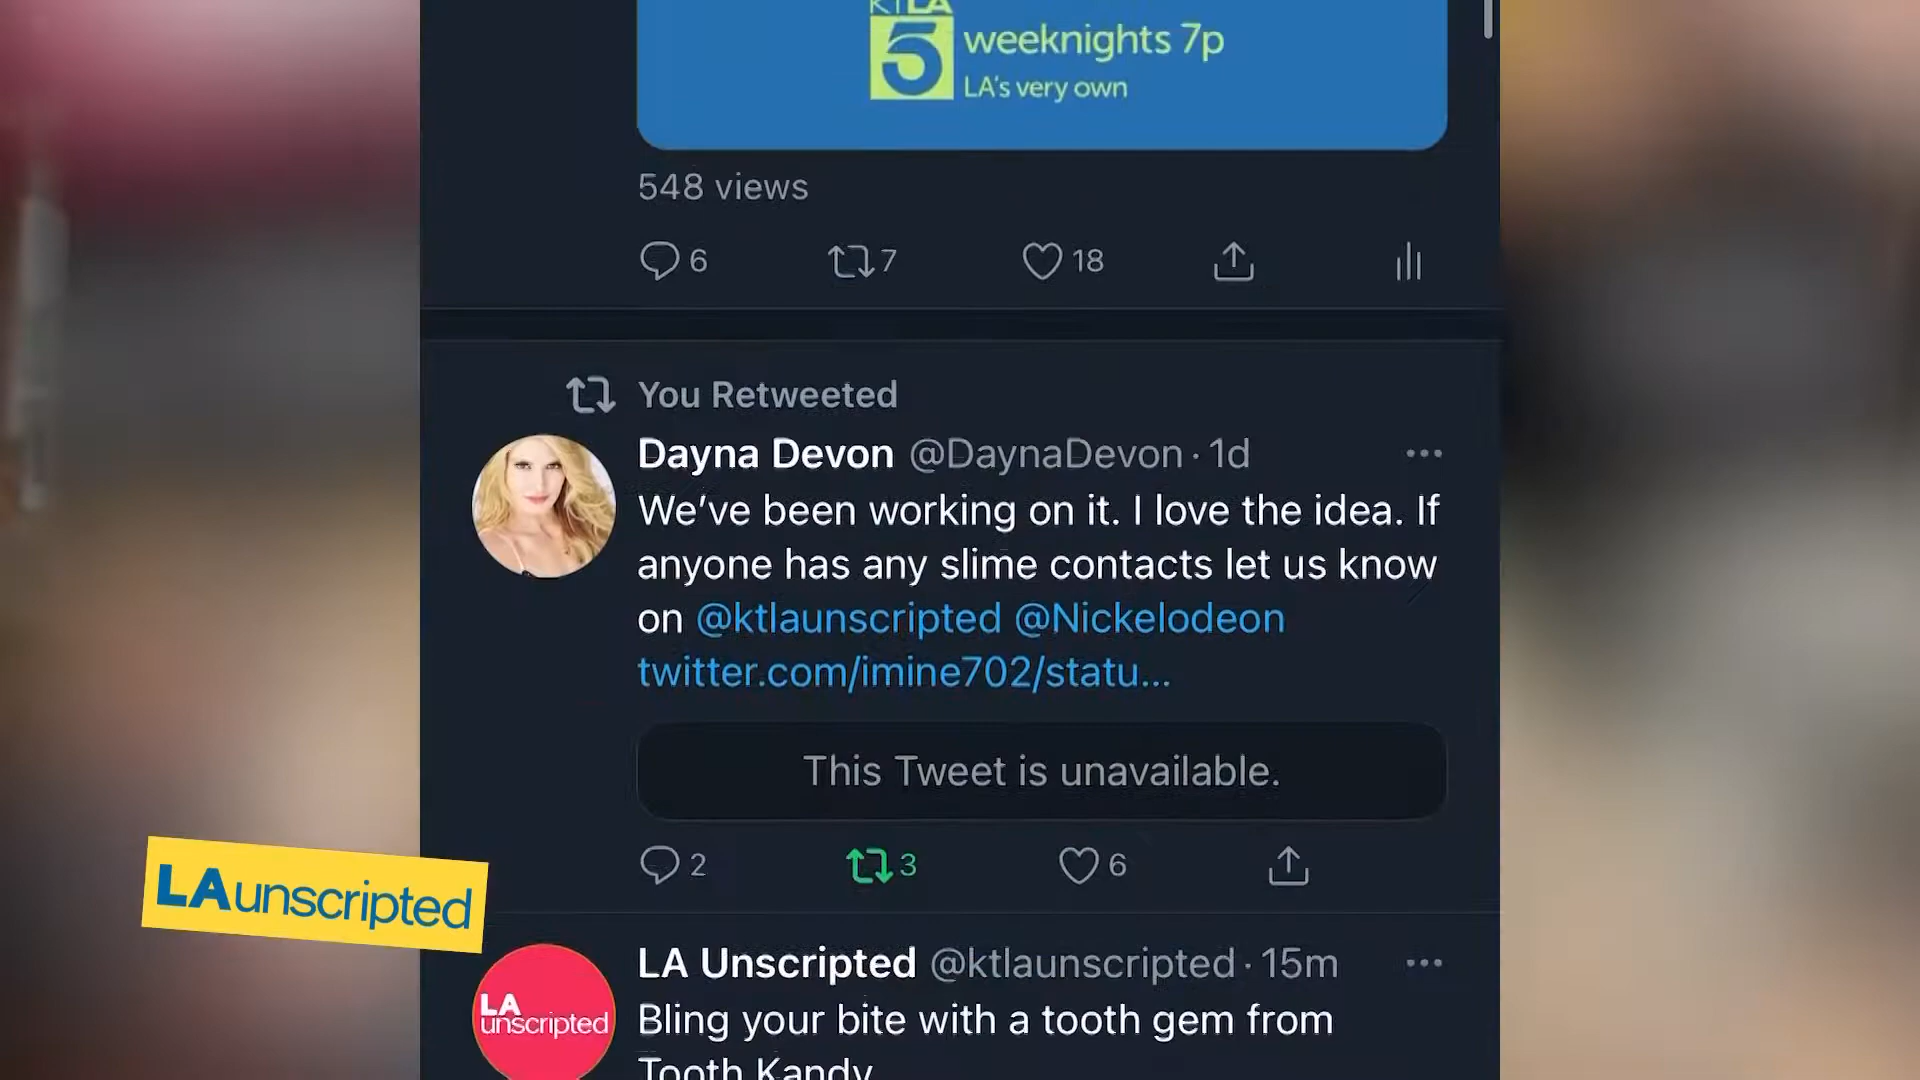 KTLA
5 weeknights 7p
LA's very own
548 views
6 7 18
You Retweeted
Dayna Devon @DaynaDevon · 1d
We've been working on it. I love the idea. If
anyone has any slime contacts let us know
on @ktlaunscripted @Nickelodeon
twitter.com/imine702/statu...
This Tweet is unavailable.
2 3 6
LAunscripted
LA Unscripted @ktlaunscripted · 15m
LA
unscripted
Bling your bite with a tooth gem from
Tooth Kandy